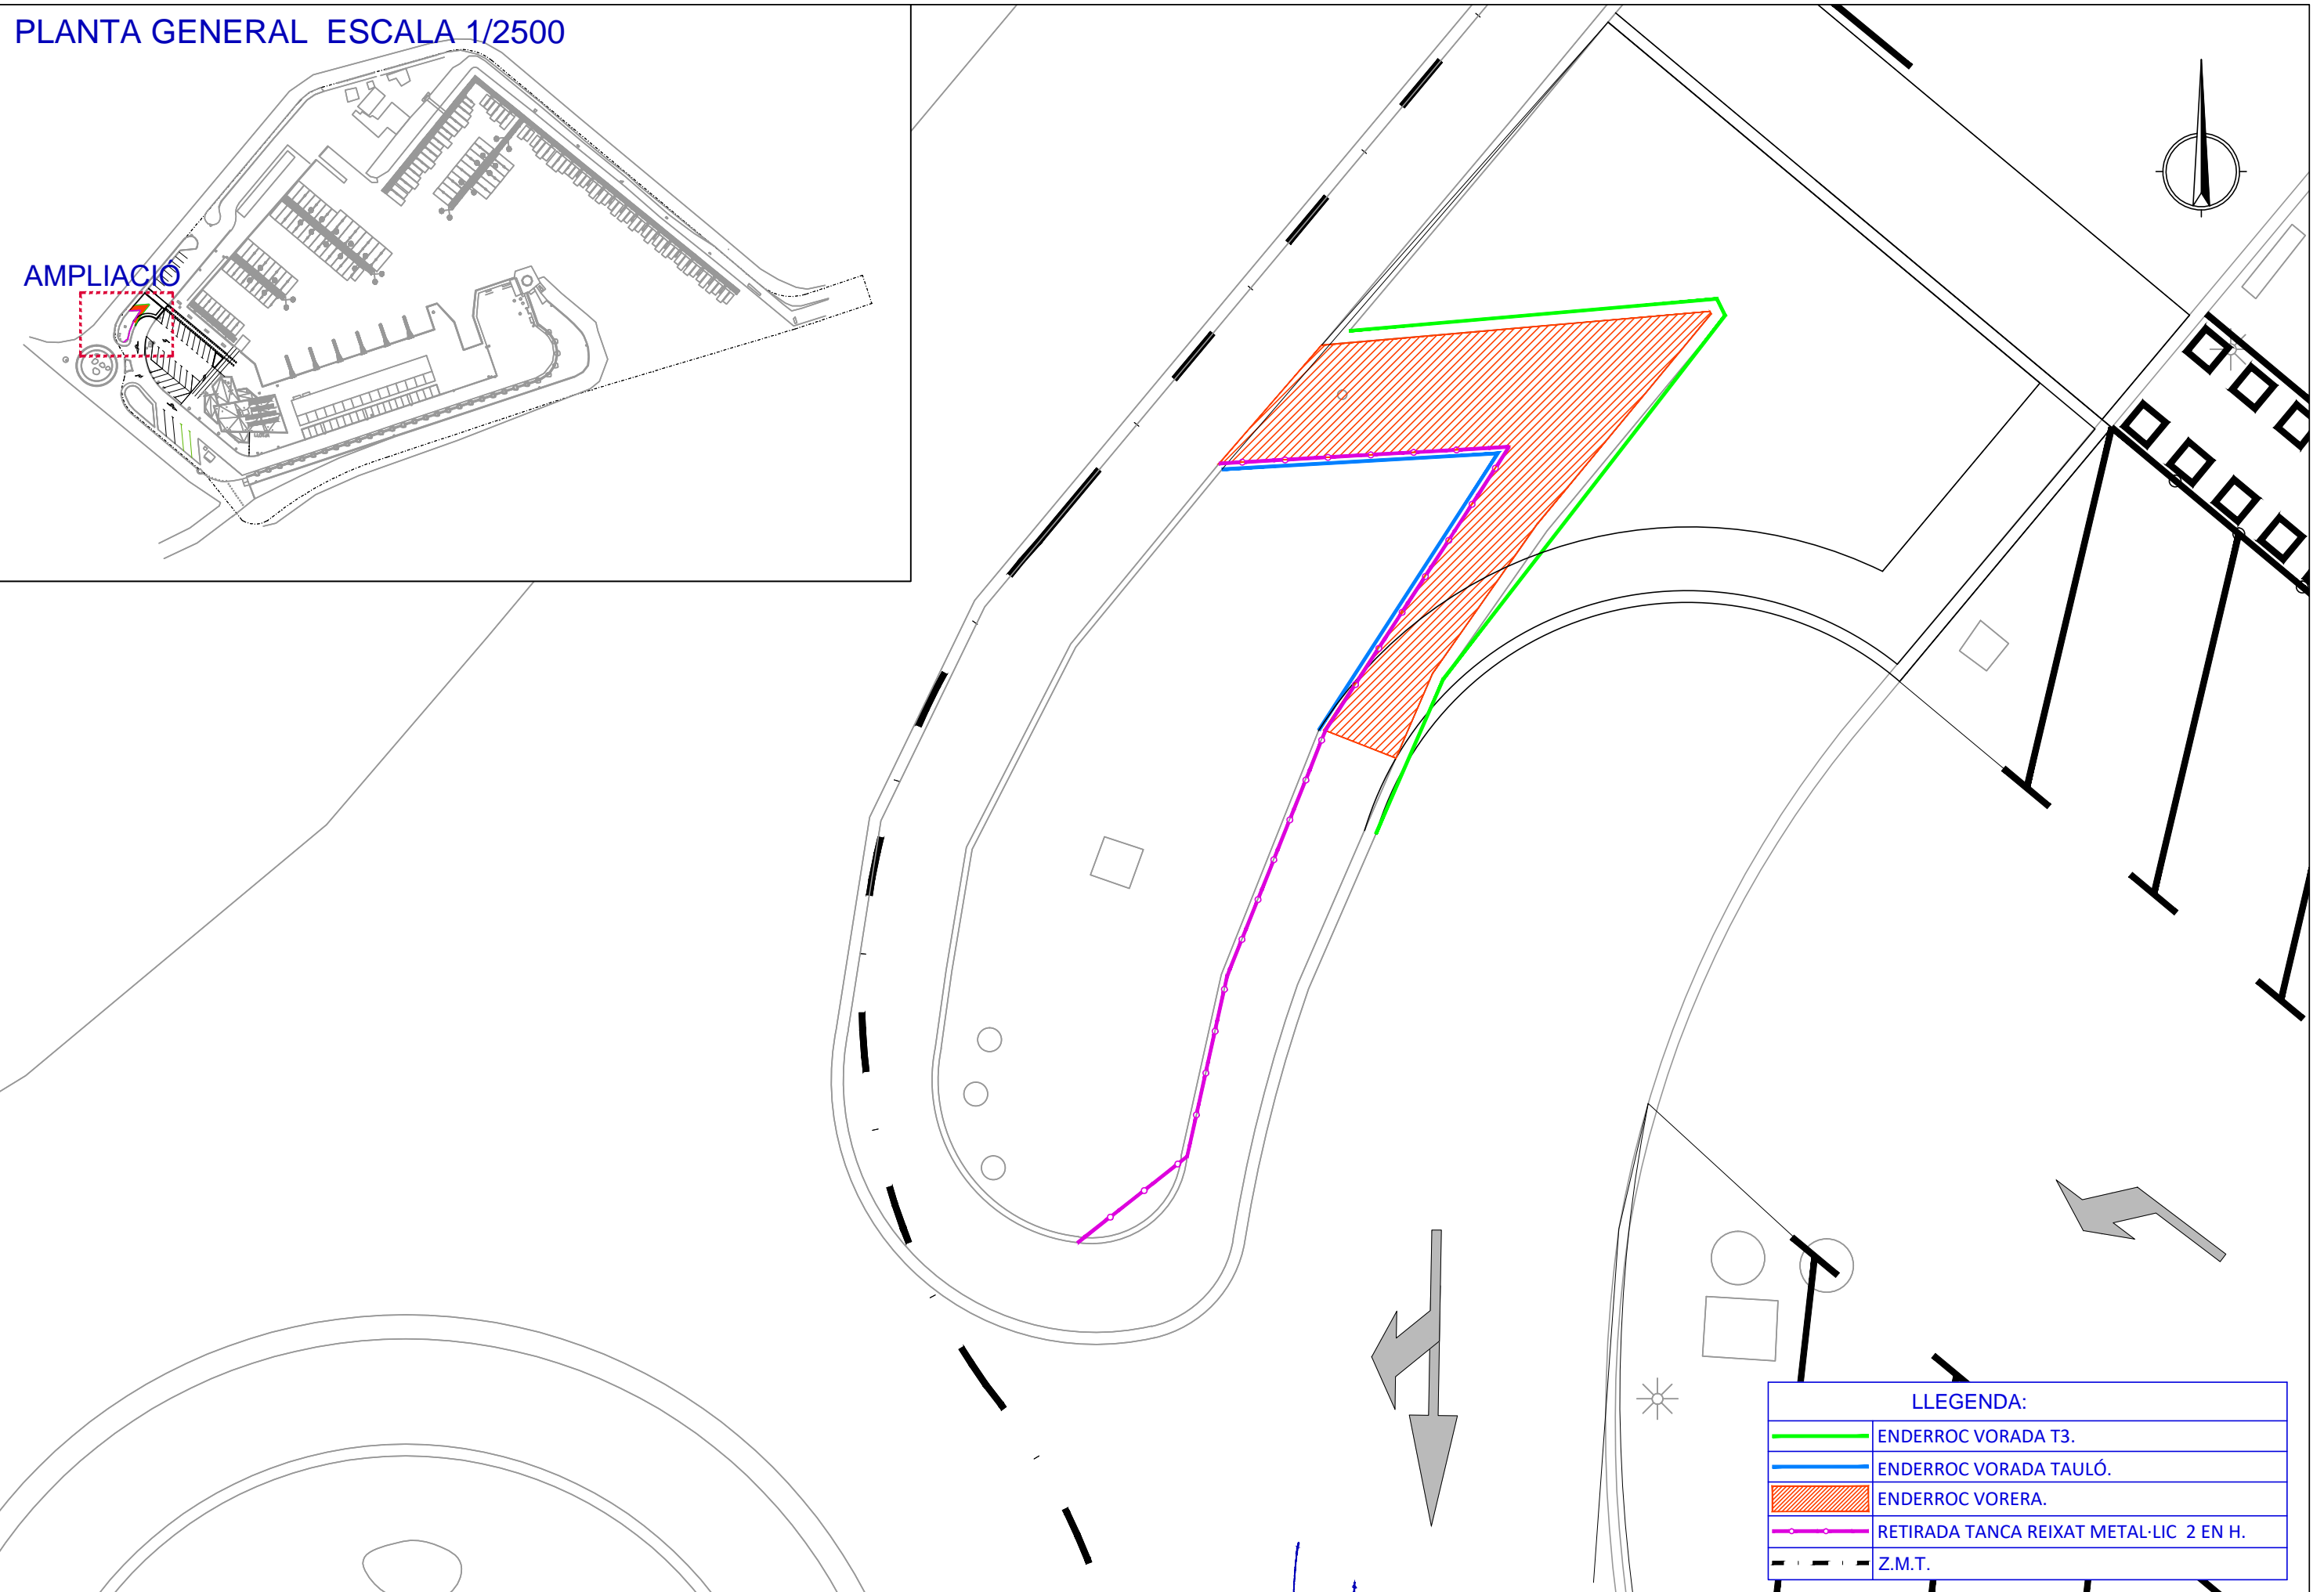 PLANTA GENERAL  ESCALA 1/2500
AMPLIACIÓ
LLEGENDA:
ENDERROC VORADA T3.
ENDERROC VORADA TAULÓ.
ENDERROC VORERA.
RETIRADA TANCA REIXAT METAL·LIC  2 EN H.
Z.M.T.